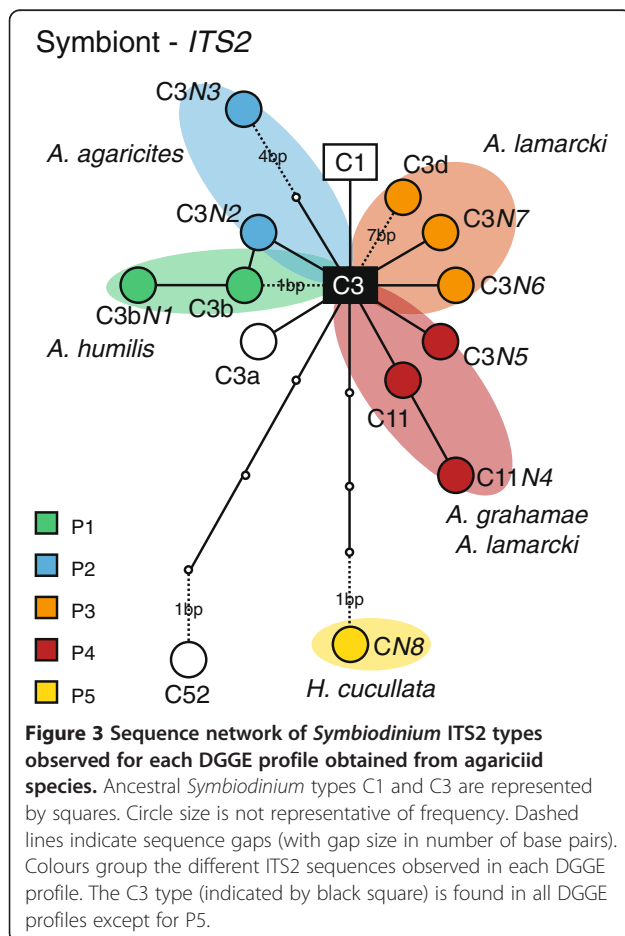 Symbiont - ITS2
C3N3
A. agaricites
4bp
C1
A. lamarcki
C3d
C3N7
C3N2
7bp
C3
C3N6
1bp
C3bN1
C3b
A. humilis
C3a
C3N5
C11
C11N4
A. grahamae
A. lamarcki
P1
P2
P3
P4
P5
1bp
C52
1bp
CN8
H. cucullata
Figure 3 Sequence network of Symbiodinium ITS2 types
observed for each DGGE profile obtained from agariciid
species. Ancestral Symbiodinium types C1 and C3 are represented
by squares. Circle size is not representative of frequency. Dashed
lines indicate sequence gaps (with gap size in number of base pairs).
Colours group the different ITS2 sequences observed in each DGGE
profile. The C3 type (indicated by black square) is found in all DGGE
profiles except for P5.